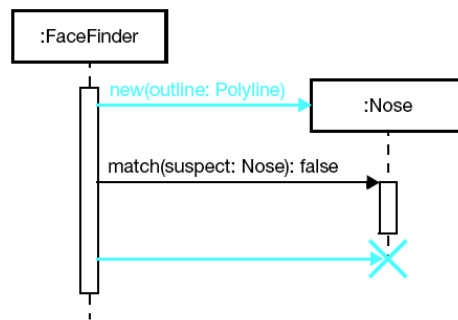 :FaceFinder
new(outline: Polyline)
:Nose
match(suspect: Nose): false